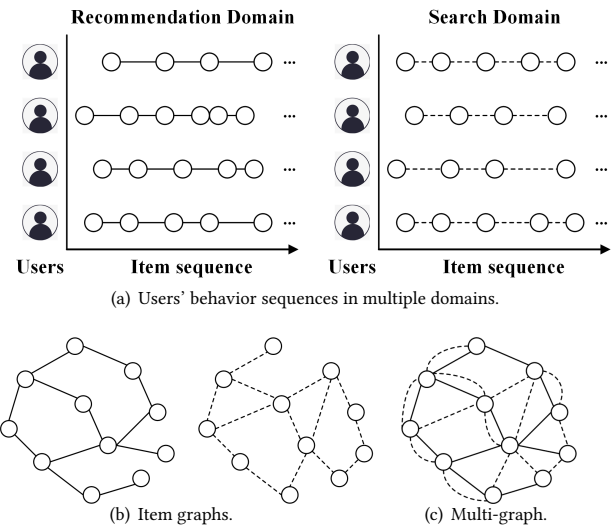 Recommendation Domain
Search Domain
...
...
...
...
...
...
...
...
Users
Item sequence
Users
Item sequence
(a) Users' behavior sequences in multiple domains.
(b) Item graphs.
(c) Multi-graph.